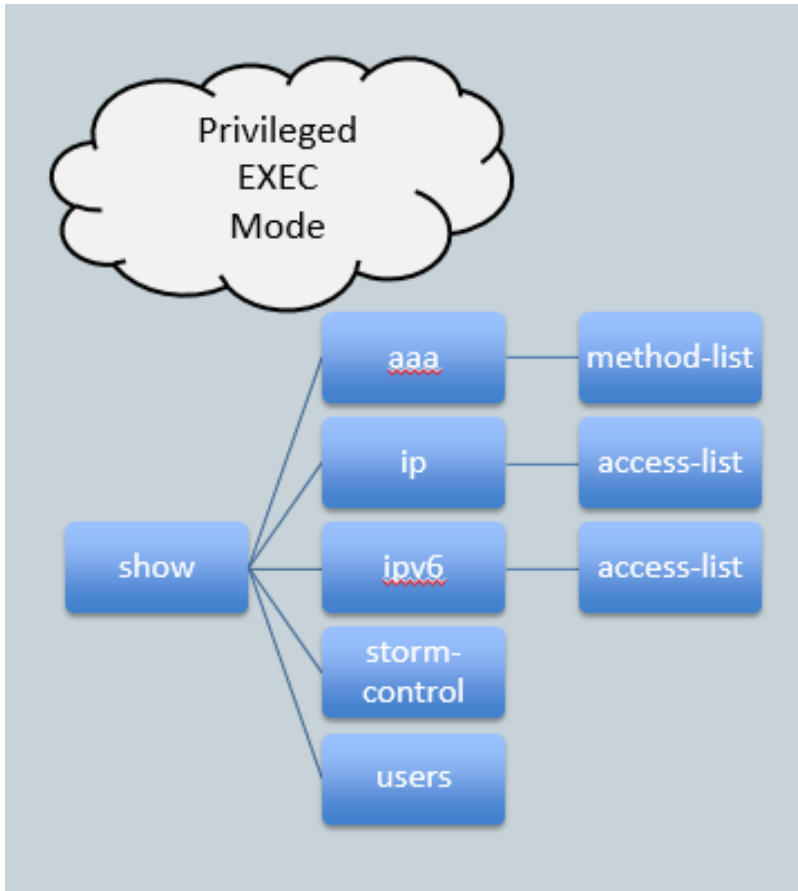 Privileged
EXEC
Mode
aaa
method-list
ip
access-list
show
ipv6
access-list
storm-
control
users